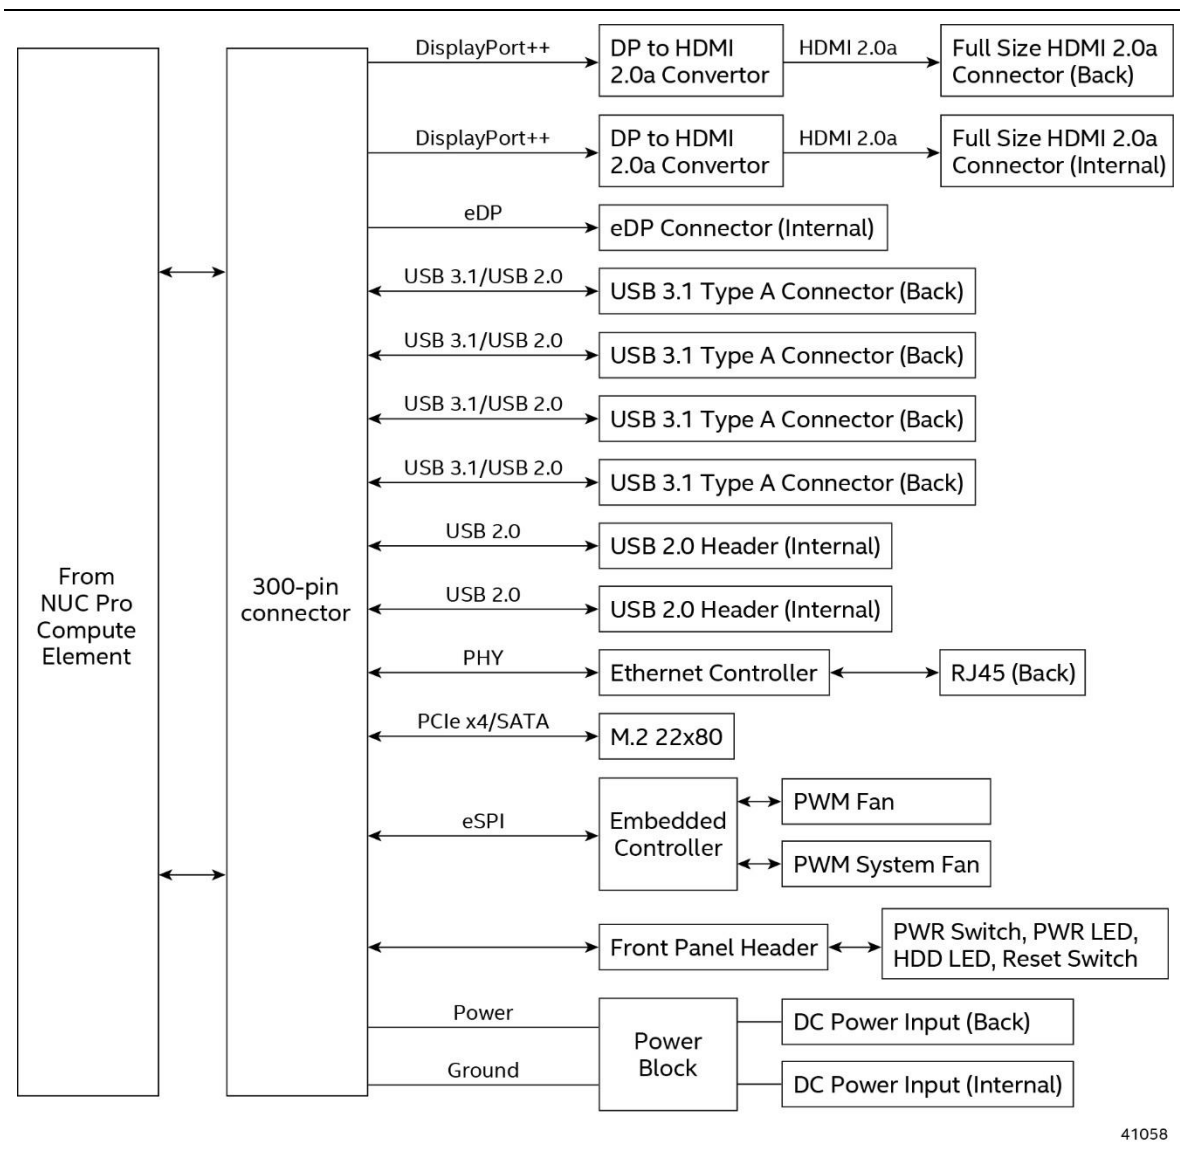 DisplayPort++
DP to HDMI
2.0a Convertor
HDMI 2.0a
Full Size HDMI 2.0a
Connector (Back)
DisplayPort++
DP to HDMI
2.0a Convertor
HDMI 2.0a
Full Size HDMI 2.0a
Connector (Internal)
eDP
eDP Connector (Internal)
USB 3.1/USB 2.0
USB 3.1 Type A Connector (Back)
USB 3.1/USB 2.0
USB 3.1 Type A Connector (Back)
USB 3.1/USB 2.0
USB 3.1 Type A Connector (Back)
USB 3.1/USB 2.0
USB 3.1 Type A Connector (Back)
USB 2.0
USB 2.0 Header (Internal)
From
NUC Pro
Compute
Element
300-pin
connector
USB 2.0
USB 2.0 Header (Internal)
PHY
Ethernet Controller
RJ45 (Back)
PCIe x4/SATA
M.2 22x80
eSPI
Embedded
Controller
PWM Fan
PWM System Fan
Front Panel Header
PWR Switch, PWR LED,
HDD LED, Reset Switch
Power
Ground
Power
Block
DC Power Input (Back)
DC Power Input (Internal)
41058